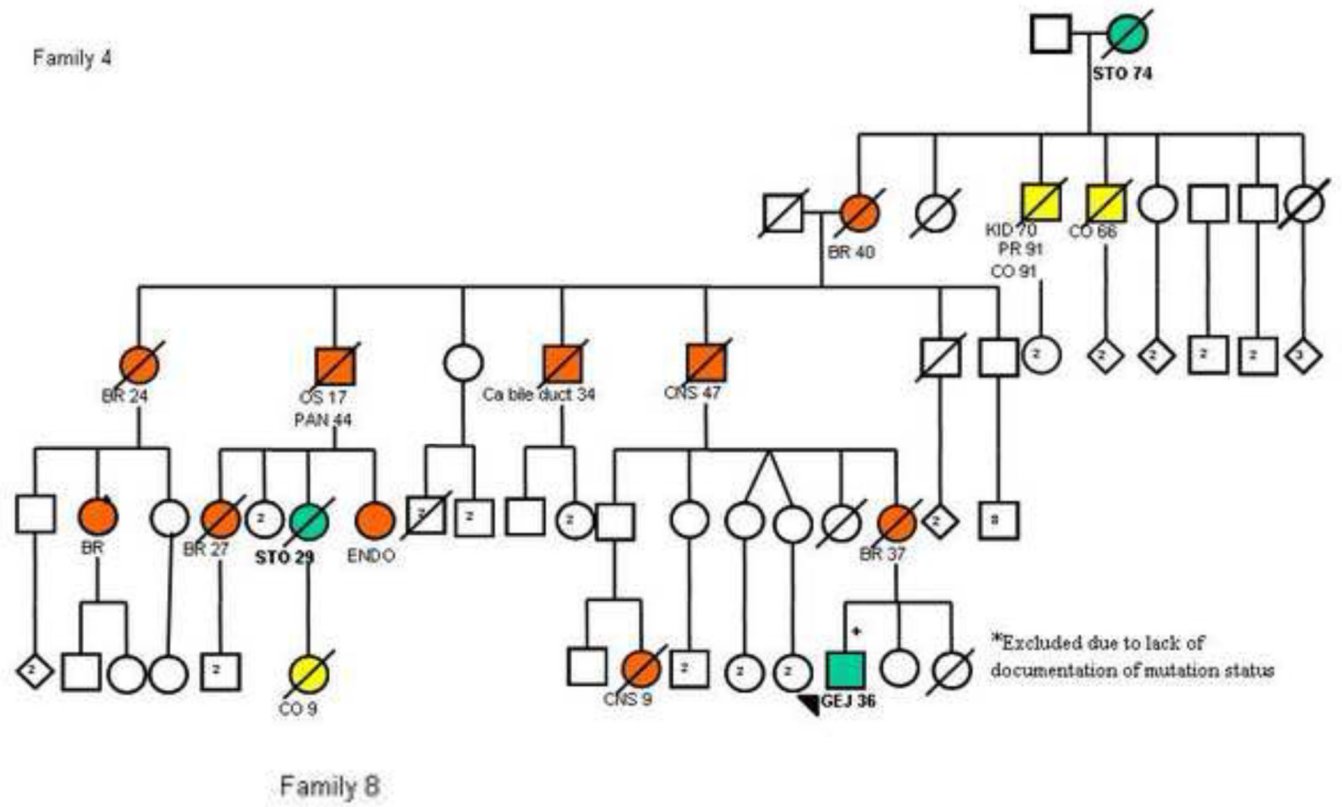 Family 4
STO 74
BR 40
KID 70
PR 91
CO 91
CO 66
2
2
2
2
2
3
BR 24
OS 17
PAN 44
Ca bile duct 34
CNS 47
BR
BR 27
2
STO 29
ENDO
2
2
2
BR 37
2
8
2
2
CO 9
CNS 9
2
2
2
+
GEJ 36
*Excluded due to lack of
documentation of mutation status
Family 8